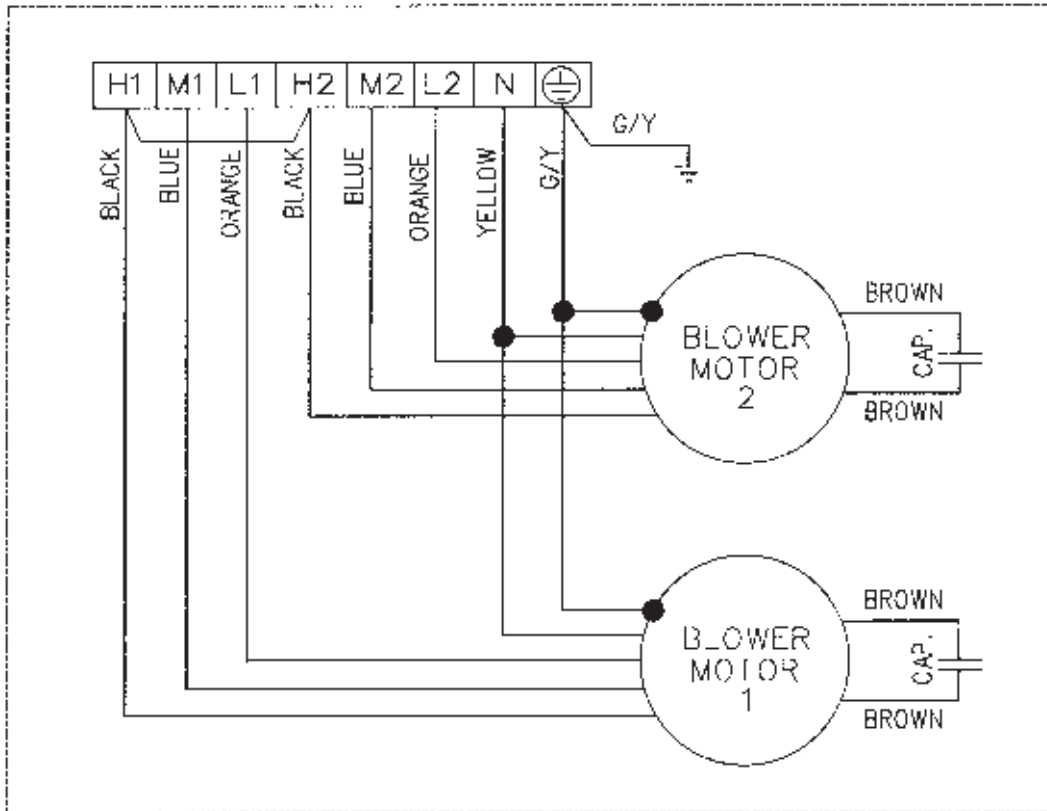 H1 M1 L1 H2 M2 L2 N
G/Y
BLACK
BLUE
ORANGE
BLACK
BLUE
ORANGE
YELLOW
G/Y
BLOWER
MOTOR
2
BROWN
CAP.
BROWN
BLOWER
MOTOR
1
BROWN
CAP.
BROWN